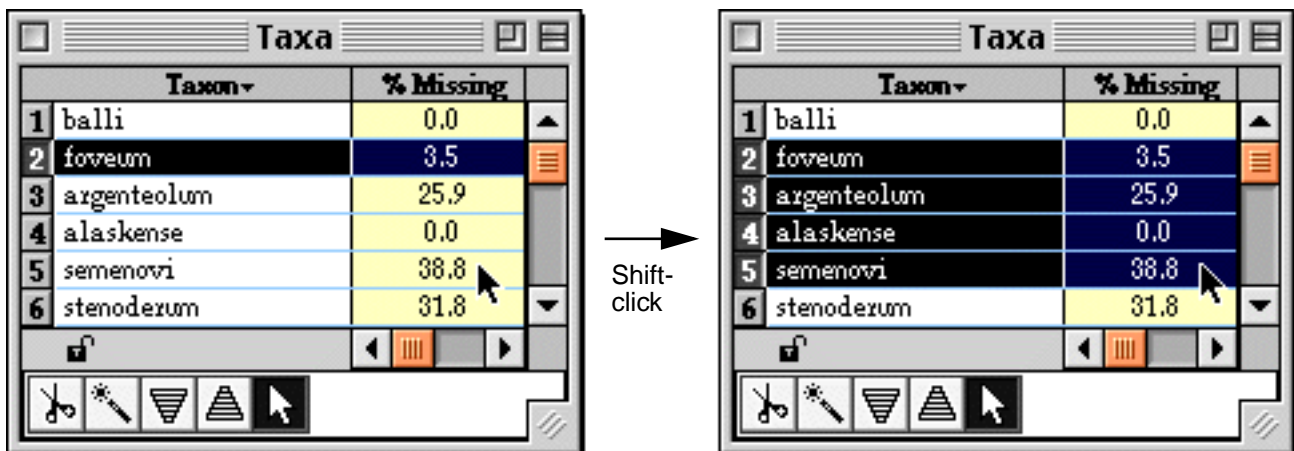 Taxa
Taxon % Missing
1 balli 0.0
2 foveum 3.5
3 argenteolum 25.9
4 alaskense 0.0
5 semenovi 38.8
6 stenoderum 31.8
Shift-
click
Taxa
Taxon % Missing
1 balli 0.0
2 foveum 3.5
3 argenteolum 25.9
4 alaskense 0.0
5 semenovi 38.8
6 stenoderum 31.8